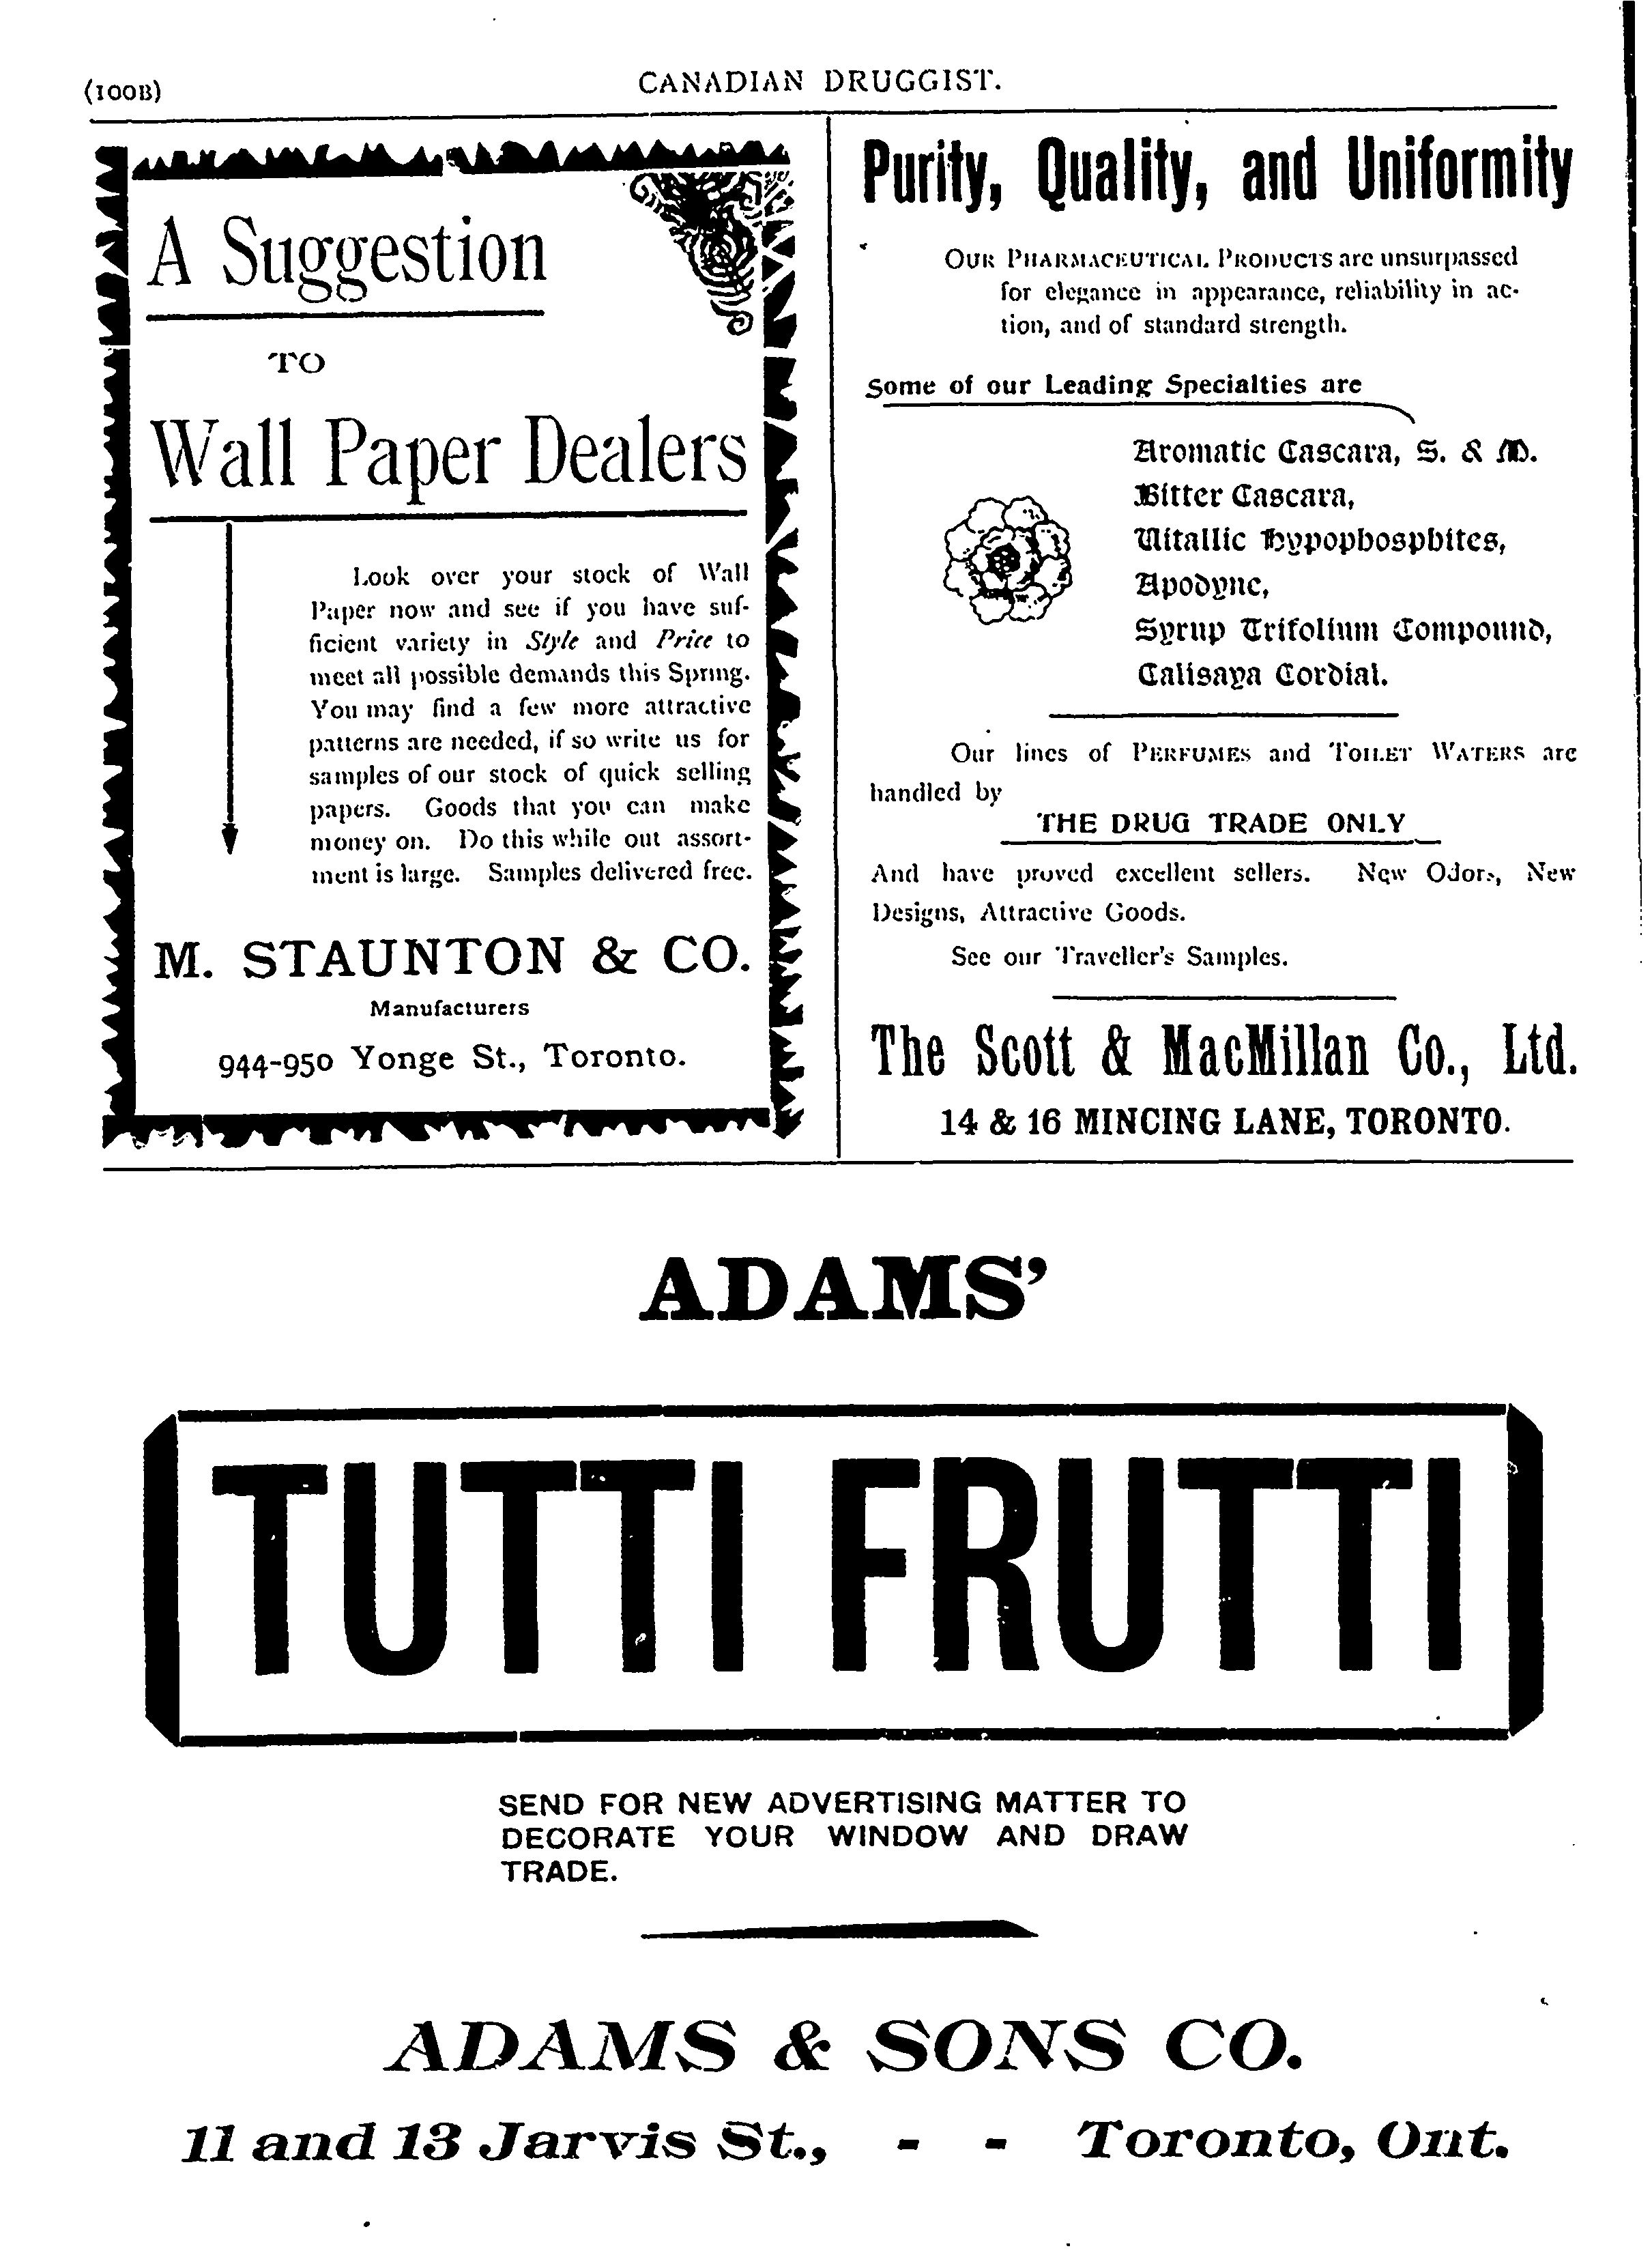 (100B)
CANADIAN DRUGGIST.
A Suggestion
TO
Wall Paper Dealers
Look over your stock of Wall
Paper now and see if you have suf-
ficient variety in Style and Price to
meet all possible demands this Spring.
You may find a few more attractive
patterns are needed, if so write us for
samples of our stock of quick selling
papers. Goods that you can make
money on. Do this while out assort-
ment is large. Samples delivered free.
M. STAUNTON & CO.
Manufacturers
944-950 Yonge St., Toronto.
Purity, Quality, and Uniformity
OUR PHARMACEUTICAL PRODUCTS are unsurpassed
for elegance in appearance, reliability in ac-
tion, and of standard strength.
Some of our Leading Specialties are
Aromatic Cascara, S. & M.
Bitter Cascara,
Vitallic Hypophosphites,
Apodyne,
Syrup Trifolium Compound,
Calisaya Cordial.
Our lines of PERFUMES and TOILET WATERS are
handled by
THE DRUG TRADE ONLY
And have proved excellent sellers. New Odors, New
Designs, Attractive Goods.
See our Traveller's Samples.
The Scott & MacMillan Co., Ltd.
14 & 16 MINCING LANE, TORONTO.
ADAMS'
TUTTI FRUTTI
SEND FOR NEW ADVERTISING MATTER TO
DECORATE YOUR WINDOW AND DRAW
TRADE.
ADAMS & SONS CO.
11 and 13 Jarvis St., - - Toronto, Ont.